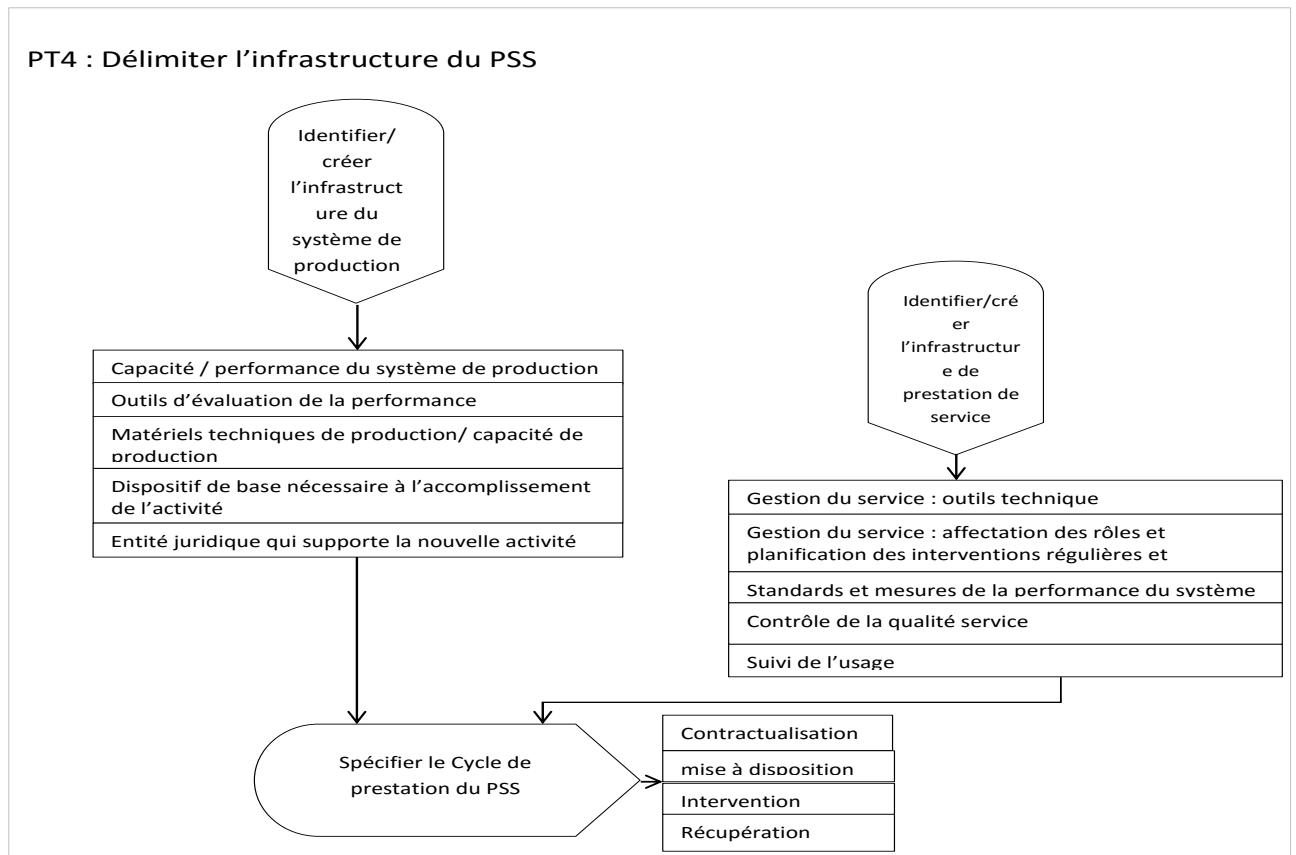 PT4 : Délimiter l’infrastructure du PSS
Identifier/
créer
l’infrastruct
ure du
système de
production
Capacité / performance du système de production
Outils d’évaluation de la performance
Matériels techniques de production/ capacité de
production
Dispositif de base nécessaire à l’accomplissement
de l’activité
Entité juridique qui supporte la nouvelle activité
Identifier/cré
er
l’infrastructur
e de
prestation de
service
Gestion du service : outils technique
Gestion du service : affectation des rôles et
planification des interventions régulières et
Standards et mesures de la performance du système
Contrôle de la qualité service
Suivi de l’usage
Spécifier le Cycle de
prestation du PSS
Contractualisation
mise à disposition
Intervention
Récupération